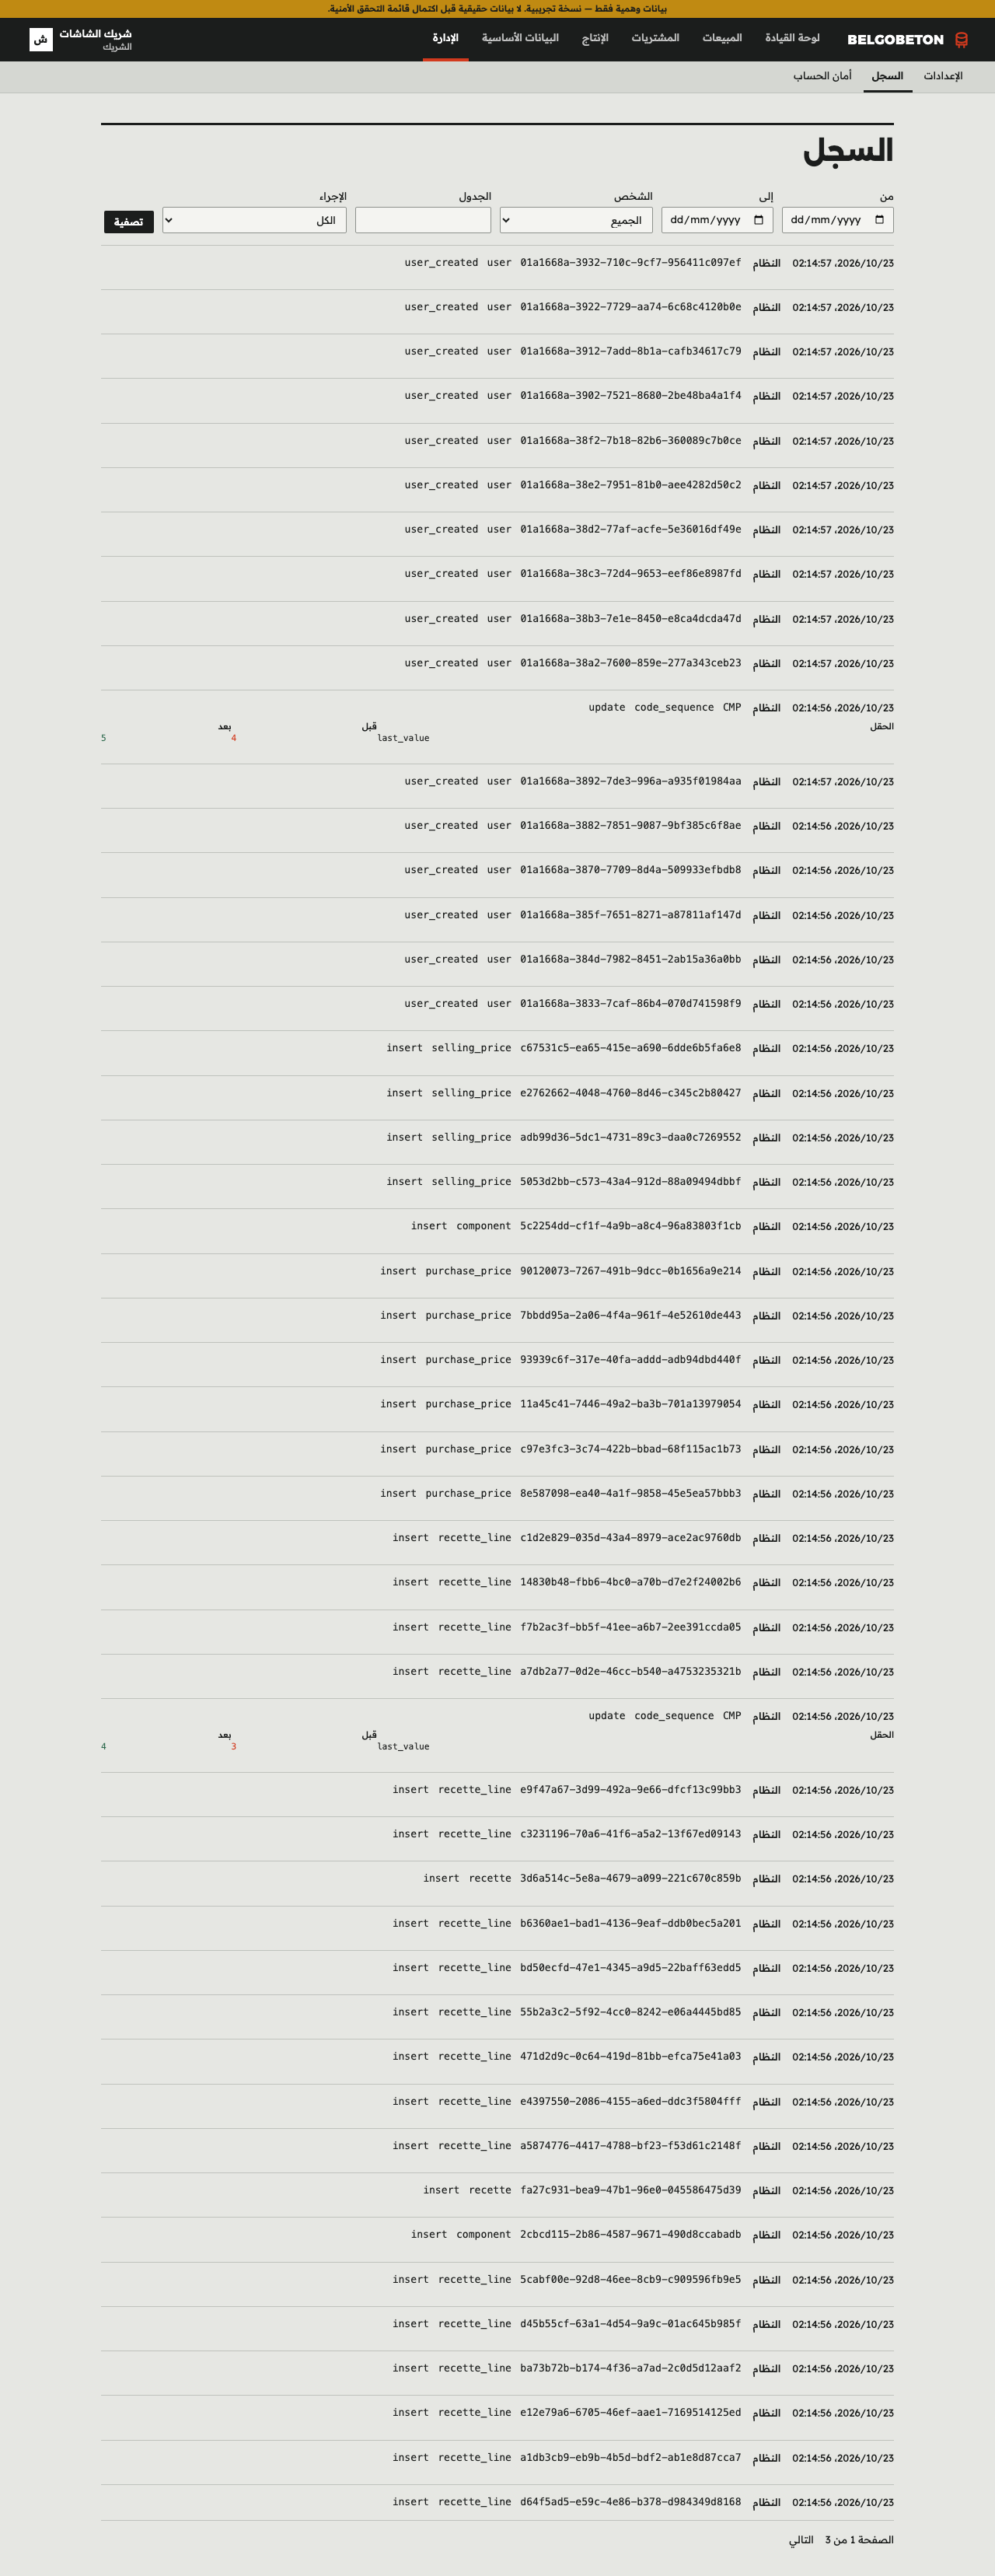 بيانات وهمية فقط — نسخة تجريبية. لا بيانات حقيقية قبل اكتمال قائمة التحقق الأمنية.
BELGOBETON لوحة القيادة المبيعات المشتريات الإنتاج البيانات الأساسية الإدارة شريك الشاشات
الشريك
ش
الإعدادات السجل أمان الحساب
السجل
من إلى الشخص الجدول الإجراء
dd/mm/yyyy dd/mm/yyyy الجميع الكل تصفية
2026/10/23، 02:14:57 النظام 01a1668a-3932-710c-9cf7-956411c097ef user user_created
2026/10/23، 02:14:57 النظام 01a1668a-3922-7729-aa74-6c68c4120b0e user user_created
2026/10/23، 02:14:57 النظام 01a1668a-3912-7add-8b1a-cafb34617c79 user user_created
2026/10/23، 02:14:57 النظام 01a1668a-3902-7521-8680-2be48ba4a1f4 user user_created
2026/10/23، 02:14:57 النظام 01a1668a-38f2-7b18-82b6-360089c7b0ce user user_created
2026/10/23، 02:14:57 النظام 01a1668a-38e2-7951-81b0-aee4282d50c2 user user_created
2026/10/23، 02:14:57 النظام 01a1668a-38d2-77af-acfe-5e36016df49e user user_created
2026/10/23، 02:14:57 النظام 01a1668a-38c3-72d4-9653-eef86e8987fd user user_created
2026/10/23، 02:14:57 النظام 01a1668a-38b3-7e1e-8450-e8ca4dcda47d user user_created
2026/10/23، 02:14:57 النظام 01a1668a-38a2-7600-859e-277a343ceb23 user user_created
2026/10/23، 02:14:56 النظام CMP code_sequence update
الحقل قبل بعد
last_value 4 5
2026/10/23، 02:14:57 النظام 01a1668a-3892-7de3-996a-a935f01984aa user user_created
2026/10/23، 02:14:56 النظام 01a1668a-3882-7851-9087-9bf385c6f8ae user user_created
2026/10/23، 02:14:56 النظام 01a1668a-3870-7709-8d4a-509933efbdb8 user user_created
2026/10/23، 02:14:56 النظام 01a1668a-385f-7651-8271-a87811af147d user user_created
2026/10/23، 02:14:56 النظام 01a1668a-384d-7982-8451-2ab15a36a0bb user user_created
2026/10/23، 02:14:56 النظام 01a1668a-3833-7caf-86b4-070d741598f9 user user_created
2026/10/23، 02:14:56 النظام c67531c5-ea65-415e-a690-6dde6b5fa6e8 selling_price insert
2026/10/23، 02:14:56 النظام e2762662-4048-4760-8d46-c345c2b80427 selling_price insert
2026/10/23، 02:14:56 النظام adb99d36-5dc1-4731-89c3-daa0c7269552 selling_price insert
2026/10/23، 02:14:56 النظام 5053d2bb-c573-43a4-912d-88a09494dbbf selling_price insert
2026/10/23، 02:14:56 النظام 5c2254dd-cf1f-4a9b-a8c4-96a83803f1cb component insert
2026/10/23، 02:14:56 النظام 90120073-7267-491b-9dcc-0b1656a9e214 purchase_price insert
2026/10/23، 02:14:56 النظام 7bbdd95a-2a06-4f4a-961f-4e52610de443 purchase_price insert
2026/10/23، 02:14:56 النظام 93939c6f-317e-40fa-addd-adb94dbd440f purchase_price insert
2026/10/23، 02:14:56 النظام 11a45c41-7446-49a2-ba3b-701a13979054 purchase_price insert
2026/10/23، 02:14:56 النظام c97e3fc3-3c74-422b-bbad-68f115ac1b73 purchase_price insert
2026/10/23، 02:14:56 النظام 8e587098-ea40-4a1f-9858-45e5ea57bbb3 purchase_price insert
2026/10/23، 02:14:56 النظام c1d2e829-035d-43a4-8979-ace2ac9760db recette_line insert
2026/10/23، 02:14:56 النظام 14830b48-fbb6-4bc0-a70b-d7e2f24002b6 recette_line insert
2026/10/23، 02:14:56 النظام f7b2ac3f-bb5f-41ee-a6b7-2ee391ccda05 recette_line insert
2026/10/23، 02:14:56 النظام a7db2a77-0d2e-46cc-b540-a4753235321b recette_line insert
2026/10/23، 02:14:56 النظام CMP code_sequence update
الحقل قبل بعد
last_value 3 4
2026/10/23، 02:14:56 النظام e9f47a67-3d99-492a-9e66-dfcf13c99bb3 recette_line insert
2026/10/23، 02:14:56 النظام c3231196-70a6-41f6-a5a2-13f67ed09143 recette_line insert
2026/10/23، 02:14:56 النظام 3d6a514c-5e8a-4679-a099-221c670c859b recette insert
2026/10/23، 02:14:56 النظام b6360ae1-bad1-4136-9eaf-ddb0bec5a201 recette_line insert
2026/10/23، 02:14:56 النظام bd50ecfd-47e1-4345-a9d5-22baff63edd5 recette_line insert
2026/10/23، 02:14:56 النظام 55b2a3c2-5f92-4cc0-8242-e06a4445bd85 recette_line insert
2026/10/23، 02:14:56 النظام 471d2d9c-0c64-419d-81bb-efca75e41a03 recette_line insert
2026/10/23، 02:14:56 النظام e4397550-2086-4155-a6ed-ddc3f5804fff recette_line insert
2026/10/23، 02:14:56 النظام a5874776-4417-4788-bf23-f53d61c2148f recette_line insert
2026/10/23، 02:14:56 النظام fa27c931-bea9-47b1-96e0-045586475d39 recette insert
2026/10/23، 02:14:56 النظام 2cbcd115-2b86-4587-9671-490d8ccabadb component insert
2026/10/23، 02:14:56 النظام 5cabf00e-92d8-46ee-8cb9-c909596fb9e5 recette_line insert
2026/10/23، 02:14:56 النظام d45b55cf-63a1-4d54-9a9c-01ac645b985f recette_line insert
2026/10/23، 02:14:56 النظام ba73b72b-b174-4f36-a7ad-2c0d5d12aaf2 recette_line insert
2026/10/23، 02:14:56 النظام e12e79a6-6705-46ef-aae1-7169514125ed recette_line insert
2026/10/23، 02:14:56 النظام a1db3cb9-eb9b-4b5d-bdf2-ab1e8d87cca7 recette_line insert
2026/10/23، 02:14:56 النظام d64f5ad5-e59c-4e86-b378-d984349d8168 recette_line insert
الصفحة 1 من 3 التالي